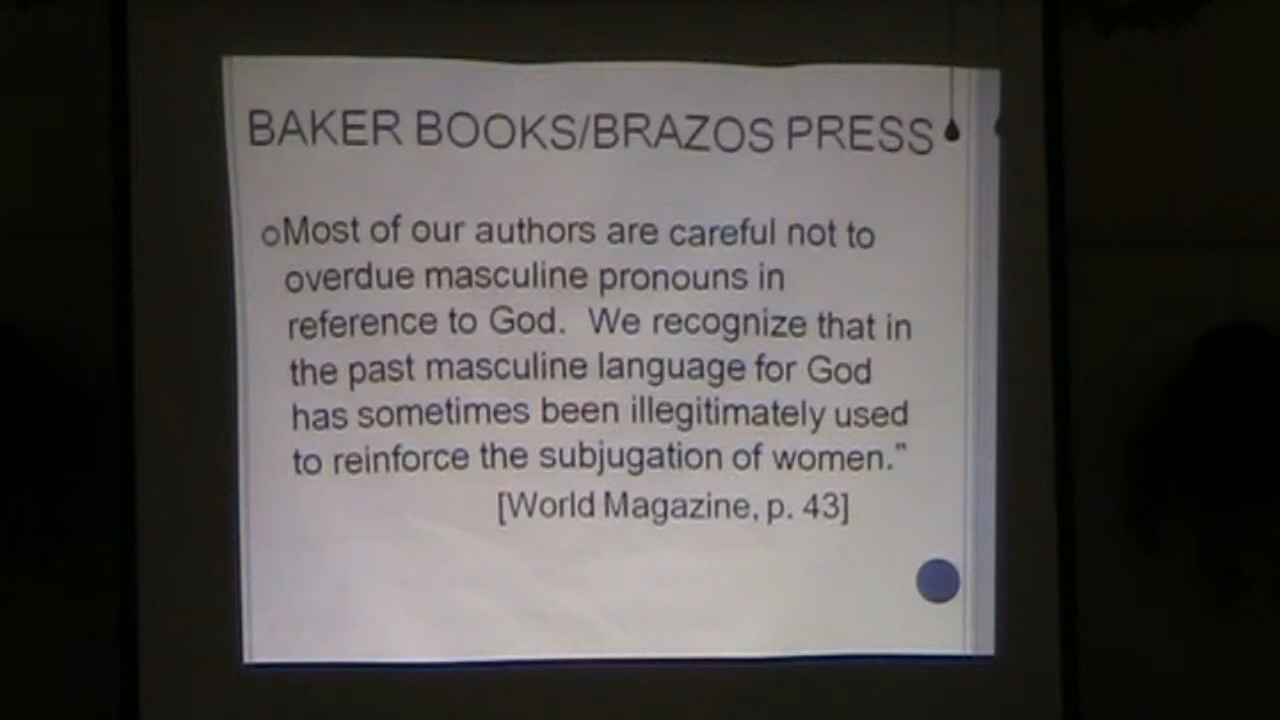 BAKER BOOKS/BRAZOS PRESS
Most of our authors are careful not to
overdue masculine pronouns in
reference to God.  We recognize that in
the past masculine language for God
has sometimes been illegitimately used
to reinforce the subjugation of women.”
[World Magazine, p. 43]